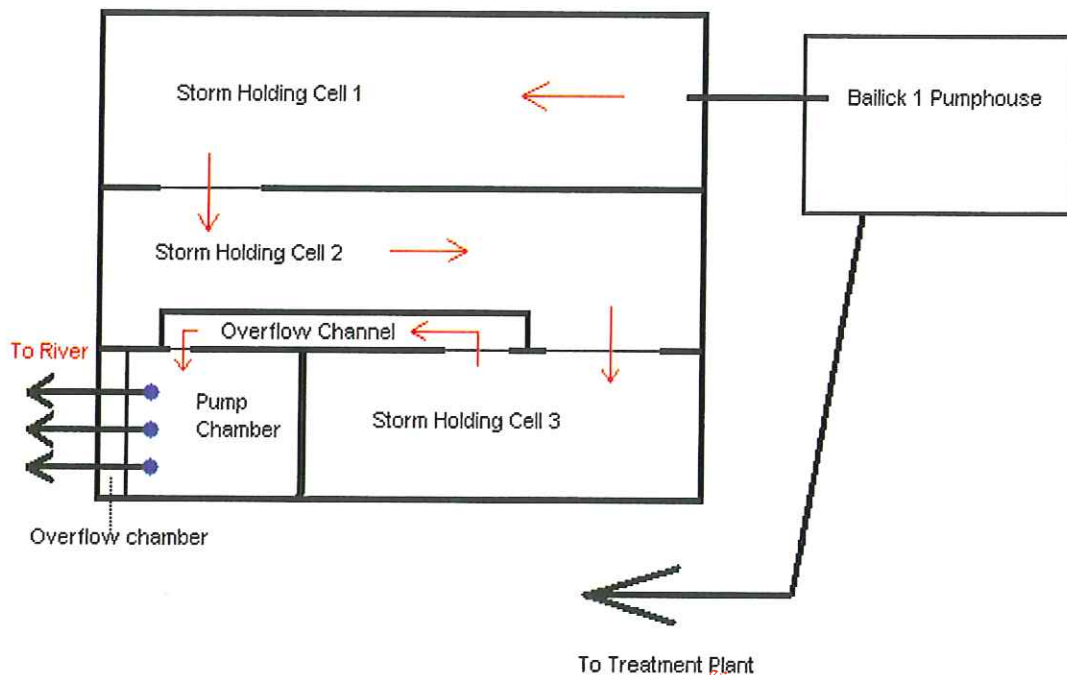 Storm Holding Cell 1
Bailick 1 Pumphouse
Storm Holding Cell 2
Overflow Channel
To River
Pump
Chamber
Storm Holding Cell 3
Overflow chamber
To Treatment Plant